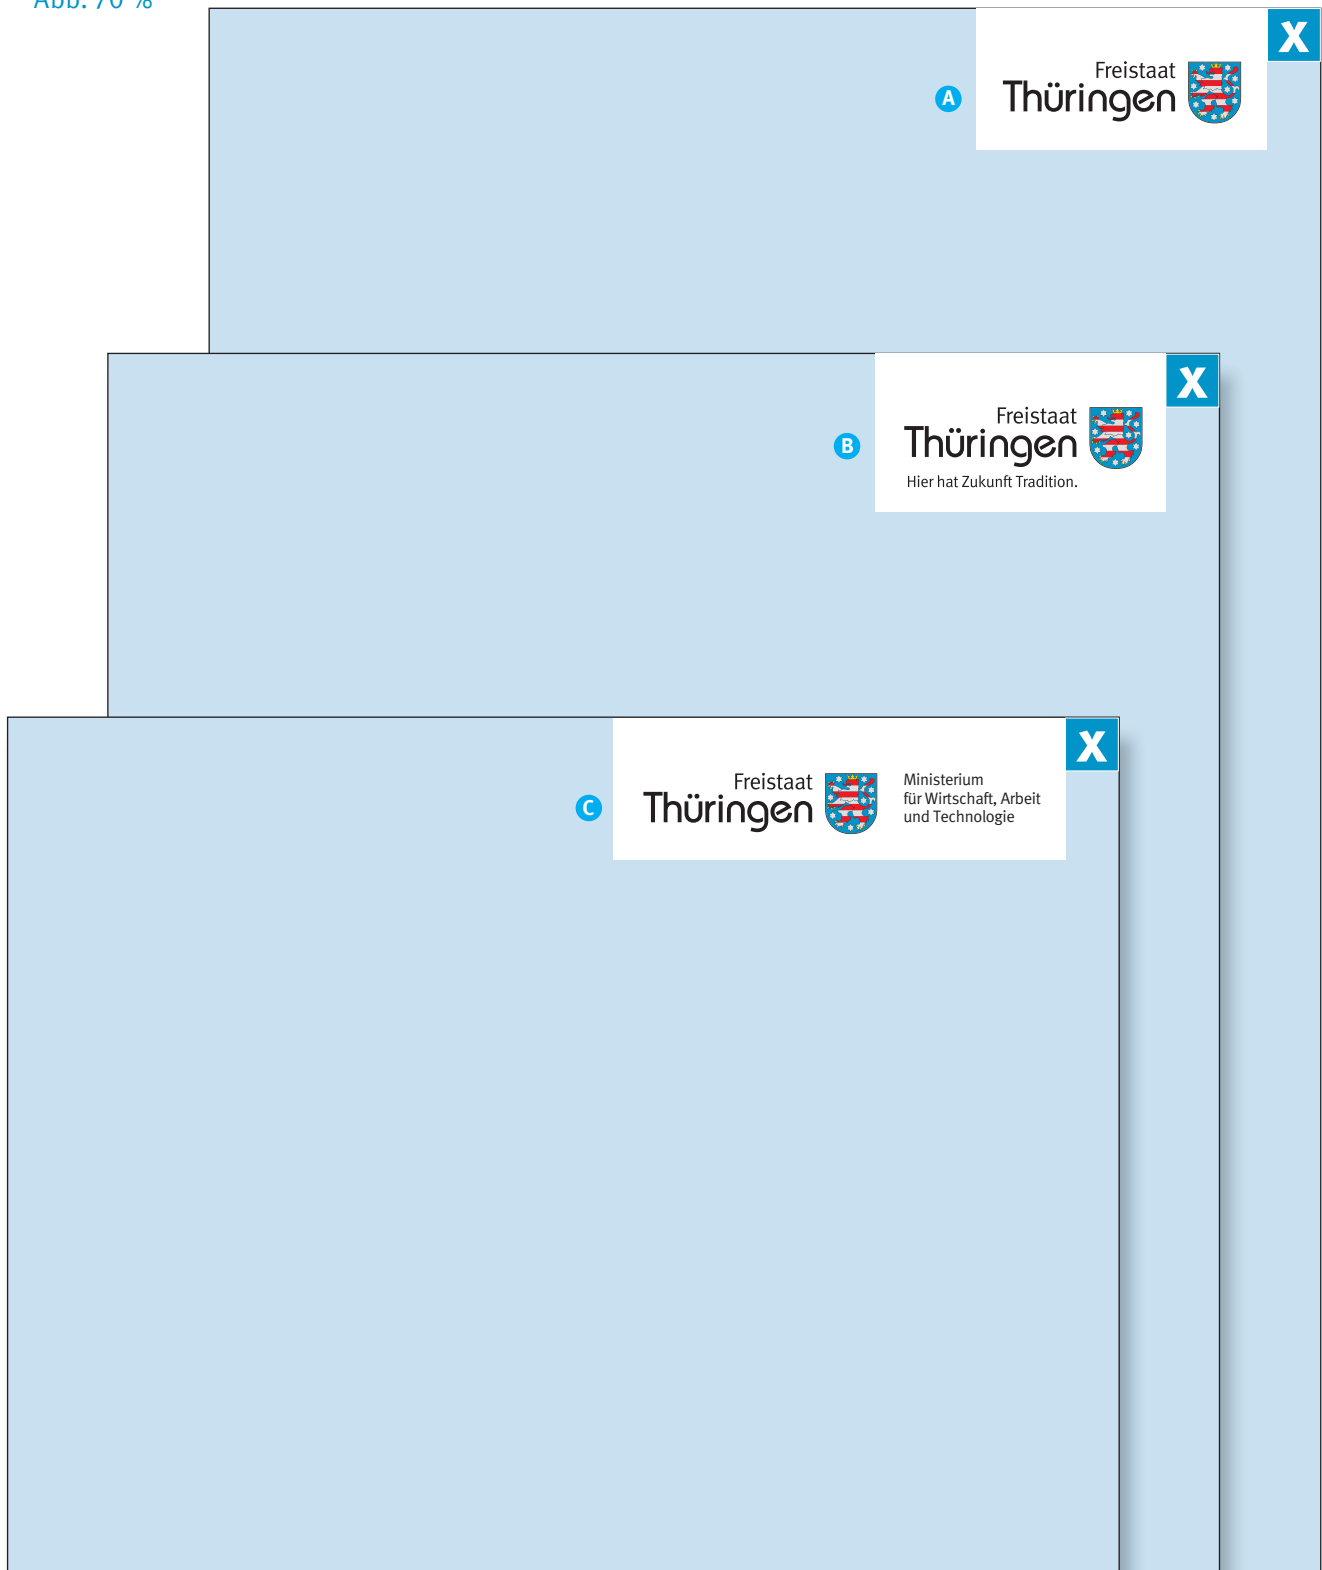 Abb. 70 %
X
Freistaat
Thüringen
A
X
Freistaat
Thüringen
B
Hier hat Zukunft Tradition.
X
Freistaat
Thüringen
Ministerium
für Wirtschaft, Arbeit
und Technologie
C